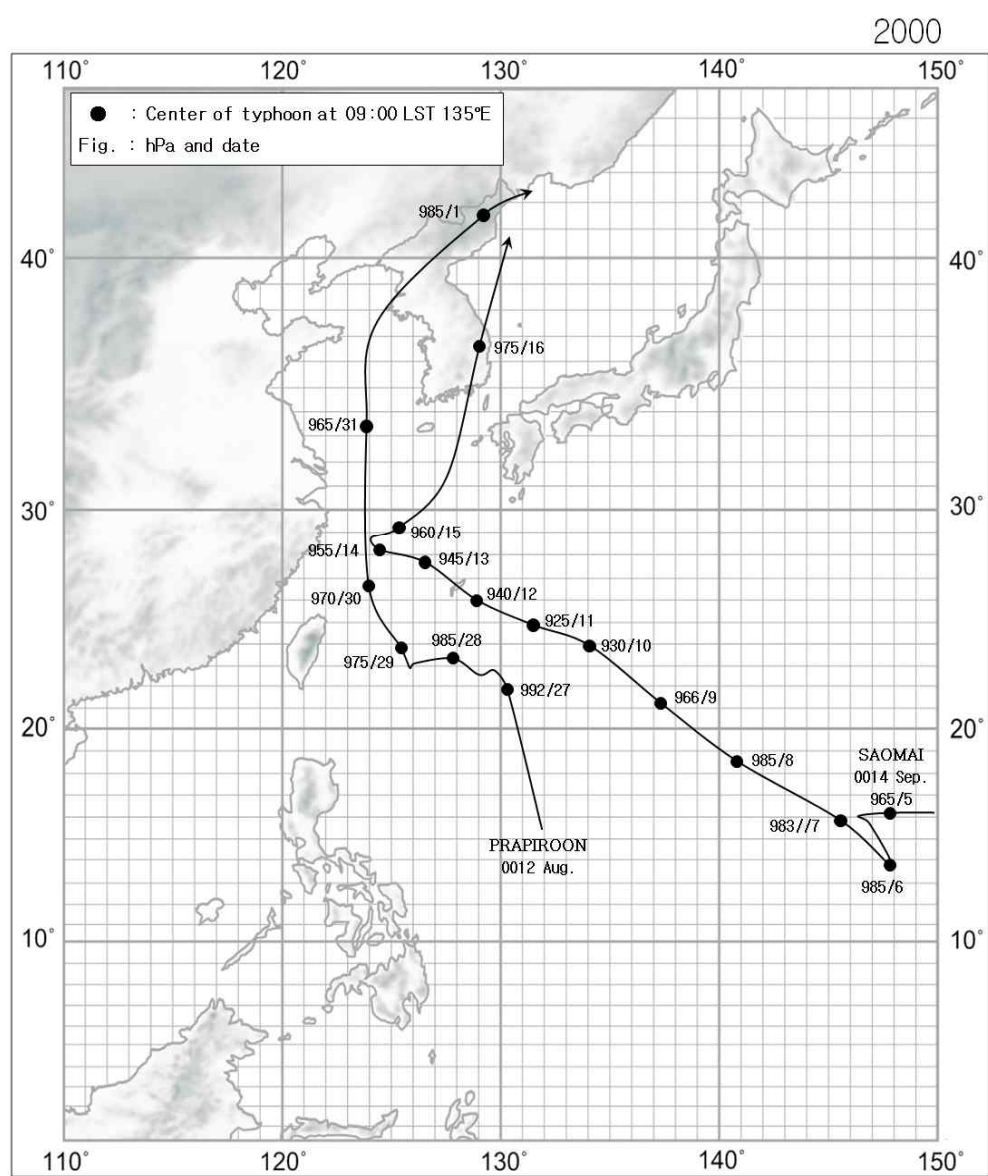 2000
110° 120° 130° 140° 150°
● : Center of typhoon at 09:00 LST 135°E
Fig. : hPa and date
985/1
40° 40°
975/16
965/31
30° 30°
960/15
955/14
945/13
970/30
940/12
925/11
985/28
930/10
975/29
992/27
966/9
20° 20°
985/8
SAOMAI
0014 Sep.
965/5
983//7
PRAPIROON
0012 Aug.
985/6
10° 10°
110° 120° 130° 140° 150°